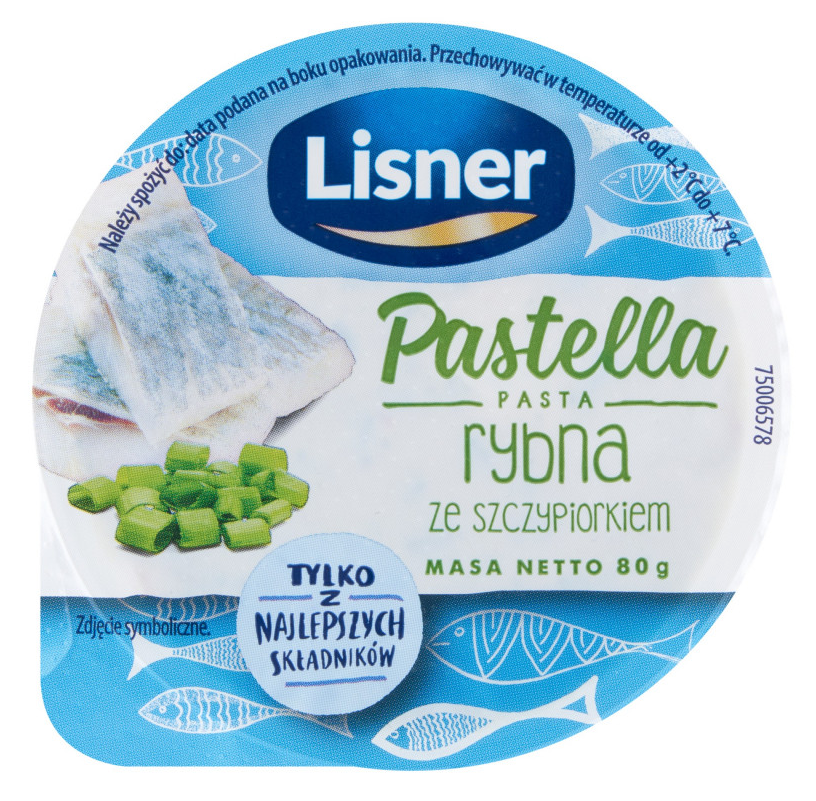 Należy spożyć do: data podana na boku opakowania. Przechowywać w temperaturze od +2°C do +7°C.
Lisner
Pastella
PASTA
rybna
ze szczypiorkiem
MASA NETTO 80g
75006578
TYLKO
Z
NAJLEPSZYCH
SKŁADNIKÓW
Zdjęcie symboliczne.